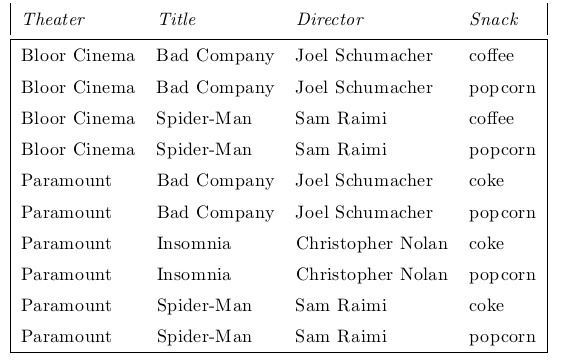 Theater Title Director Snack
Bloor Cinema Bad Company Joel Schumacher coffee
Bloor Cinema Bad Company Joel Schumacher popcorn
Bloor Cinema Spider-Man Sam Raimi coffee
Bloor Cinema Spider-Man Sam Raimi popcorn
Paramount Bad Company Joel Schumacher coke
Paramount Bad Company Joel Schumacher popcorn
Paramount Insomnia Christopher Nolan coke
Paramount Insomnia Christopher Nolan popcorn
Paramount Spider-Man Sam Raimi coke
Paramount Spider-Man Sam Raimi popcorn